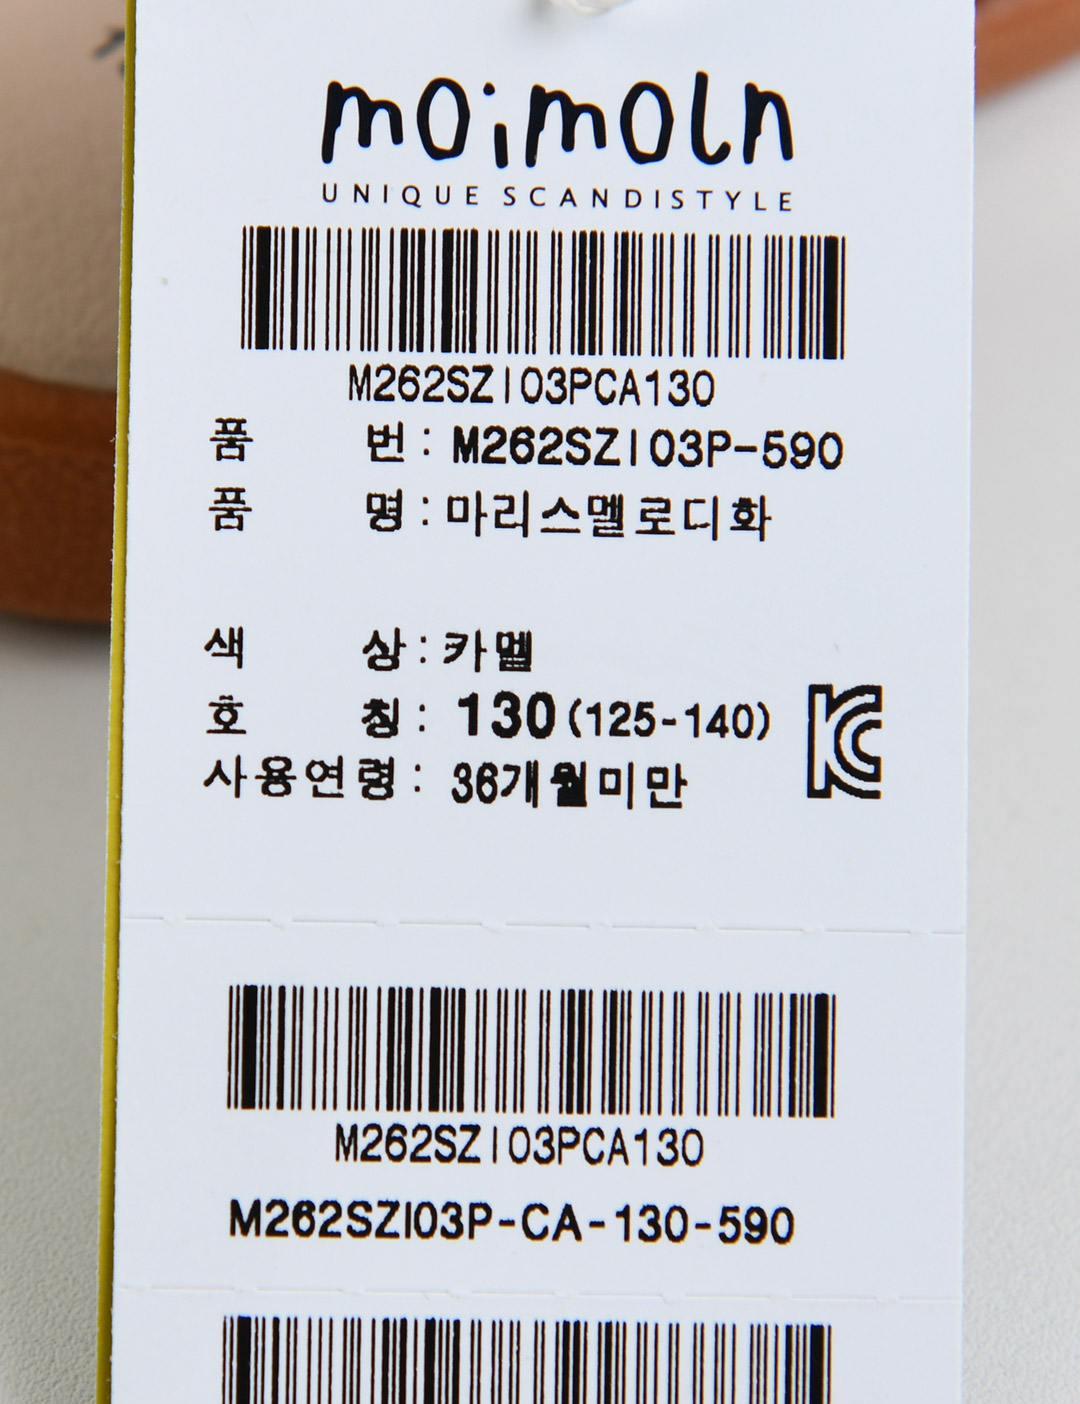 moimoln
UNIQUE SCANDISTYLE
M262SZI03PCA130
품 번 : M262SZI03P-590
품 명 : 마리스멜로디화
색 상 : 카멜
호 칭 : 130 (125-140)
사용연령 : 36개월미만
M262SZI03PCA130
M262SZI03P-CA-130-590